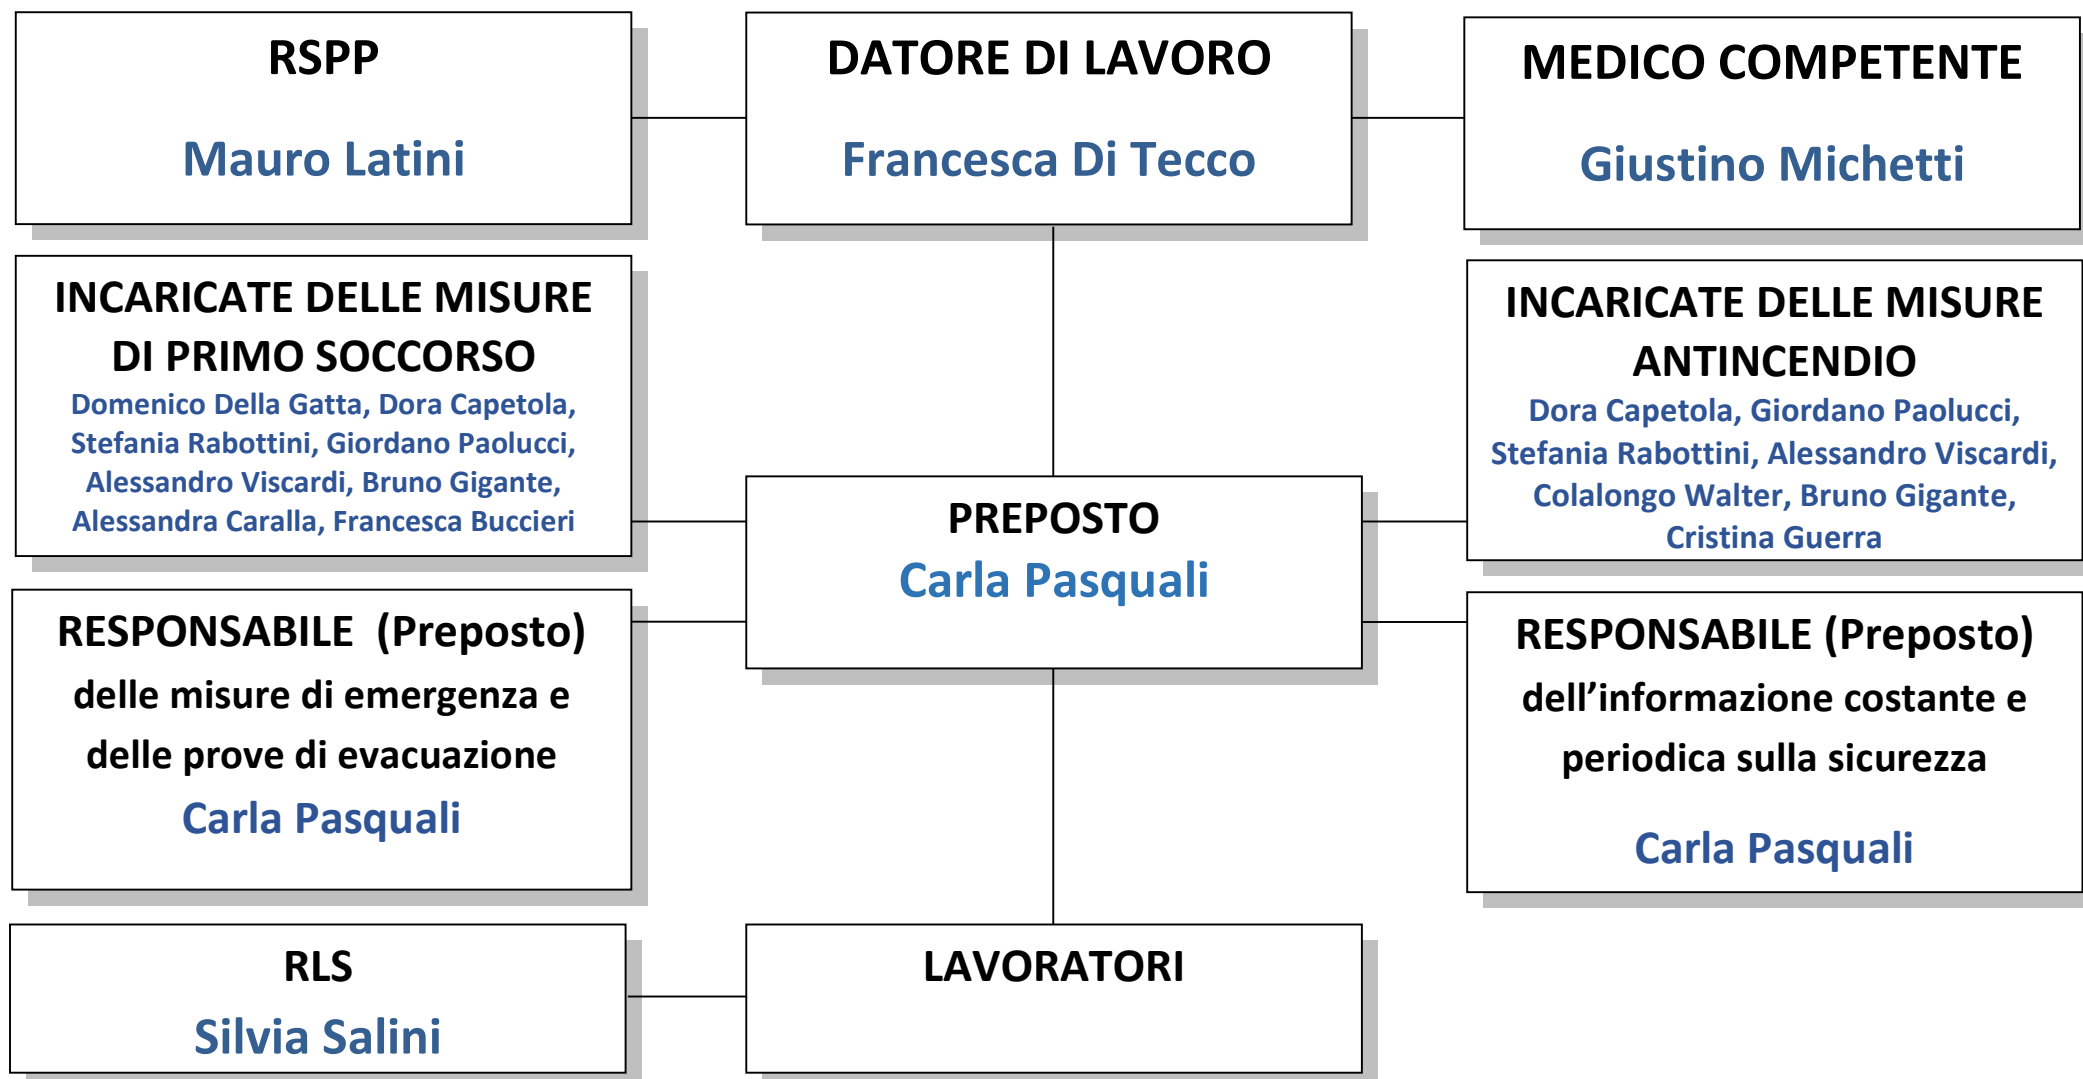 RSPP
Mauro Latini
DATORE DI LAVORO
Francesca Di Tecco
MEDICO COMPETENTE
Giustino Michetti
INCARICATE DELLE MISURE
DI PRIMO SOCCORSO
Domenico Della Gatta, Dora Capetola,
Stefania Rabottini, Giordano Paolucci,
Alessandro Viscardi, Bruno Gigante,
Alessandra Caralla, Francesca Buccieri
PREPOSTO
Carla Pasquali
INCARICATE DELLE MISURE
ANTINCENDIO
Dora Capetola, Giordano Paolucci,
Stefania Rabottini, Alessandro Viscardi,
Colalongo Walter, Bruno Gigante,
Cristina Guerra
RESPONSABILE (Preposto)
delle misure di emergenza e
delle prove di evacuazione
Carla Pasquali
RESPONSABILE (Preposto)
dell’informazione costante e
periodica sulla sicurezza
Carla Pasquali
RLS
Silvia Salini
LAVORATORI